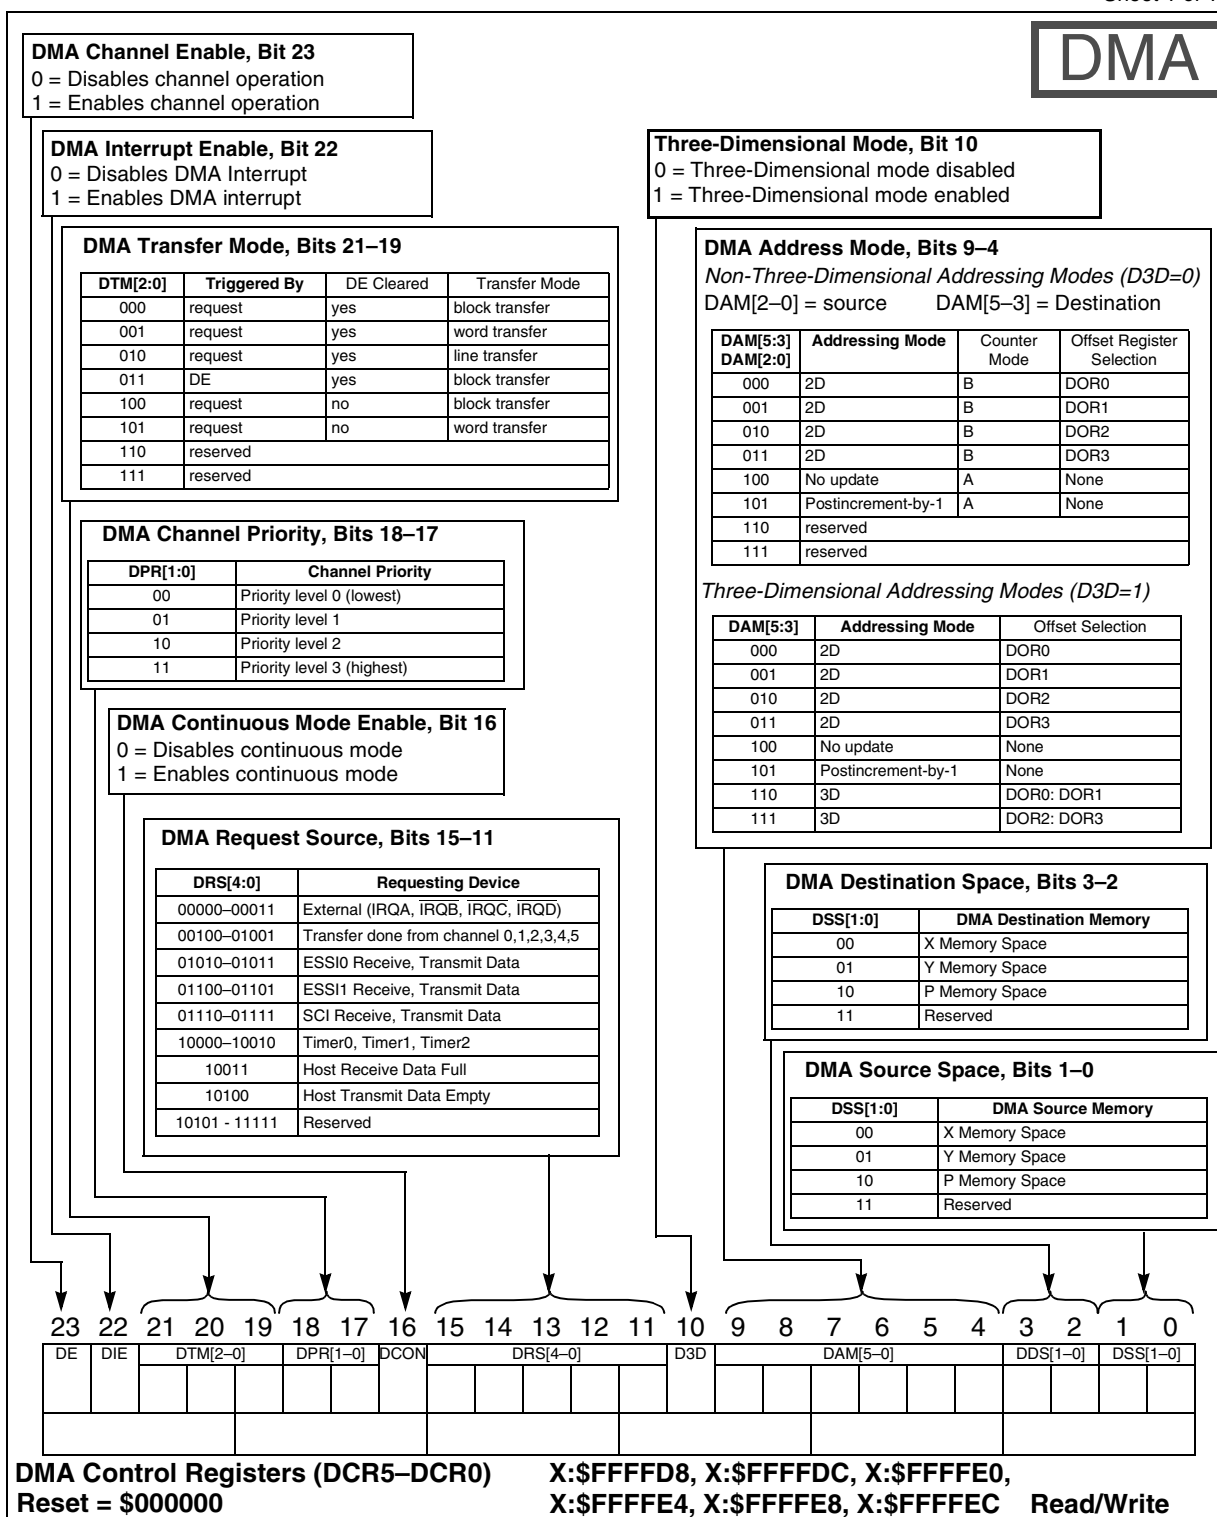 DMA
DMA Channel Enable, Bit 23
0 = Disables channel operation
1 = Enables channel operation
DMA Interrupt Enable, Bit 22
0 = Disables DMA Interrupt
1 = Enables DMA interrupt
DMA Transfer Mode, Bits 21–19
DTM[2:0] Triggered By DE Cleared Transfer Mode
000 request yes block transfer
001 request yes word transfer
010 request yes line transfer
011 DE yes block transfer
100 request no block transfer
101 request no word transfer
110 reserved
111 reserved
DMA Channel Priority, Bits 18–17
DPR[1:0] Channel Priority
00 Priority level 0 (lowest)
01 Priority level 1
10 Priority level 2
11 Priority level 3 (highest)
DMA Continuous Mode Enable, Bit 16
0 = Disables continuous mode
1 = Enables continuous mode
DMA Request Source, Bits 15–11
DRS[4:0] Requesting Device
00000–00011 External (IRQA, IRQB, IRQC, IRQD)
00100–01001 Transfer done from channel 0,1,2,3,4,5
01010–01011 ESSI0 Receive, Transmit Data
01100–01101 ESSI1 Receive, Transmit Data
01110–01111 SCI Receive, Transmit Data
10000–10010 Timer0, Timer1, Timer2
10011 Host Receive Data Full
10100 Host Transmit Data Empty
10101 - 11111 Reserved
Three-Dimensional Mode, Bit 10
0 = Three-Dimensional mode disabled
1 = Three-Dimensional mode enabled
DMA Address Mode, Bits 9–4
Non-Three-Dimensional Addressing Modes (D3D=0)
DAM[2–0] = source DAM[5–3] = Destination
DAM[5:3] Addressing Mode Counter Offset Register
DAM[2:0] Mode Selection
000 2D B DOR0
001 2D B DOR1
010 2D B DOR2
011 2D B DOR3
100 No update A None
101 Postincrement-by-1 A None
110 reserved
111 reserved
Three-Dimensional Addressing Modes (D3D=1)
DAM[5:3] Addressing Mode Offset Selection
000 2D DOR0
001 2D DOR1
010 2D DOR2
011 2D DOR3
100 No update None
101 Postincrement-by-1 None
110 3D DOR0: DOR1
111 3D DOR2: DOR3
DMA Destination Space, Bits 3–2
DSS[1:0] DMA Destination Memory
00 X Memory Space
01 Y Memory Space
10 P Memory Space
11 Reserved
DMA Source Space, Bits 1–0
DSS[1:0] DMA Source Memory
00 X Memory Space
01 Y Memory Space
10 P Memory Space
11 Reserved
23 22 21 20 19 18 17 16 15 14 13 12 11 10 9 8 7 6 5 4 3 2 1 0
DE DIE DTM[2–0] DPR[1–0] DCON DRS[4–0] D3D DAM[5–0] DDS[1–0] DSS[1–0]
DMA Control Registers (DCR5–DCR0) X:$FFFFD8, X:$FFFFDC, X:$FFFFE0,
Reset = $000000 X:$FFFFE4, X:$FFFFE8, X:$FFFFEC Read/Write